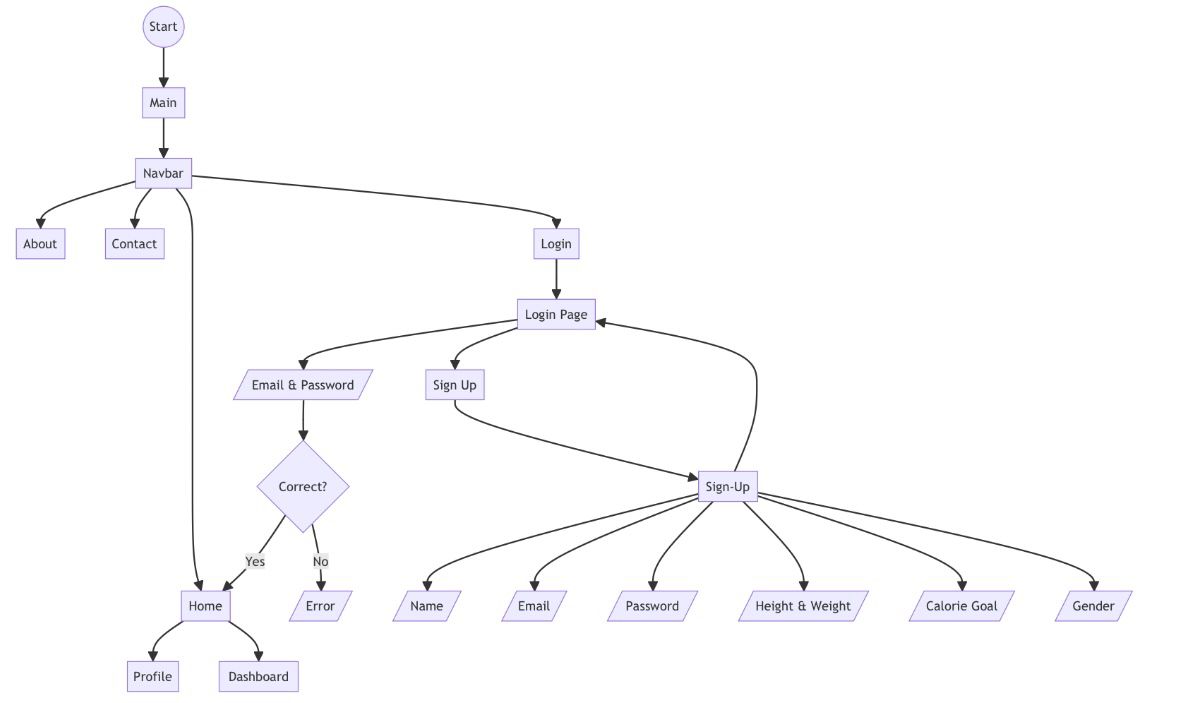 Start
Main
Navbar
About
Contact
Login
Login Page
Email & Password
Sign Up
Correct?
Sign-Up
Yes
No
Home
Error
Name
Email
Password
Height & Weight
Calorie Goal
Gender
Profile
Dashboard